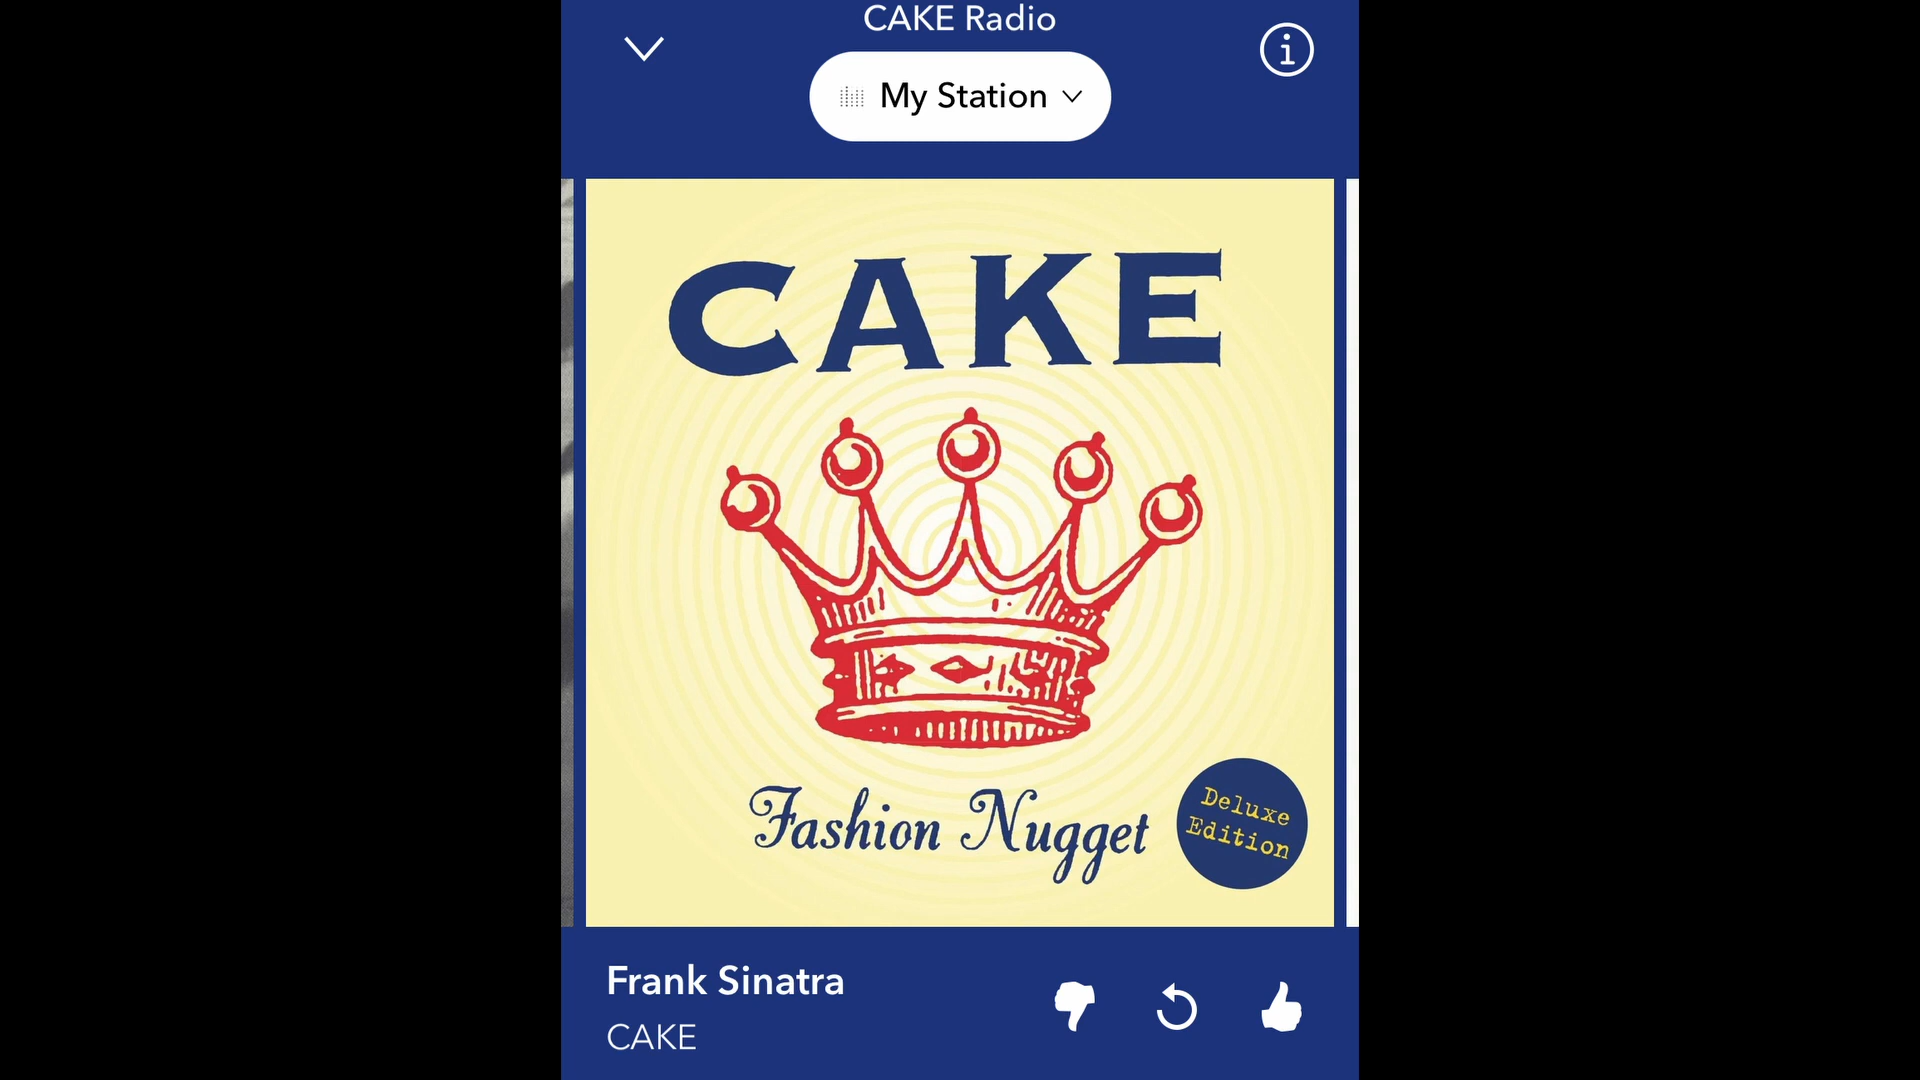 CAKE Radio
My Station
CAKE
Fashion Nugget
Deluxe
Edition
Frank Sinatra
CAKE